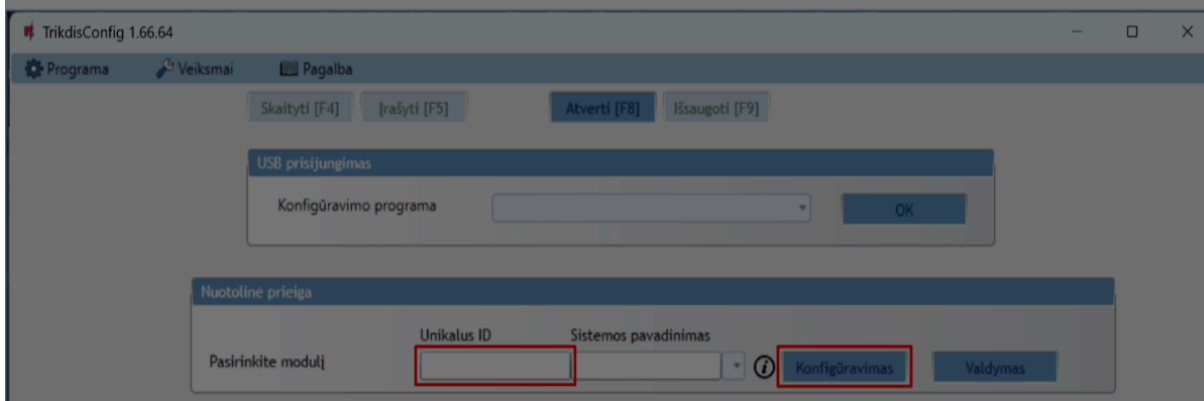 TrikdisConfig 1.66.64
Programa Veiksmai Pagalba
Skaityti [F4] Įrašyti [F5] Atverti [F8] Išsaugoti [F9]
USB prisijungimas
Konfigūravimo programa OK
Nuotolinė prieiga
Unikalus ID Sistemos pavadinimas
Pasirinkite modulį i Konfigūravimas Valdymas